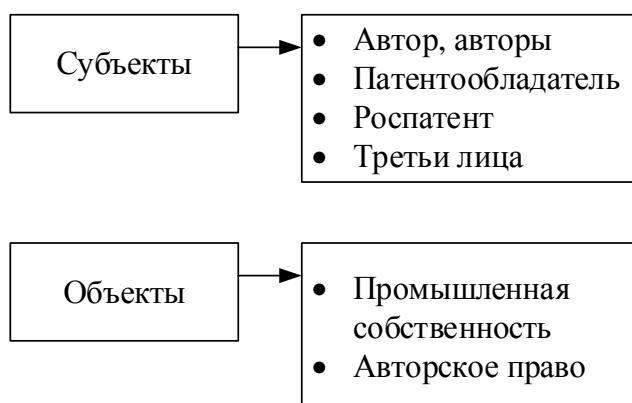 Субъекты
• Автор, авторы
• Патентообладатель
• Роспатент
• Третьи лица
Объекты
• Промышленная
собственность
• Авторское право